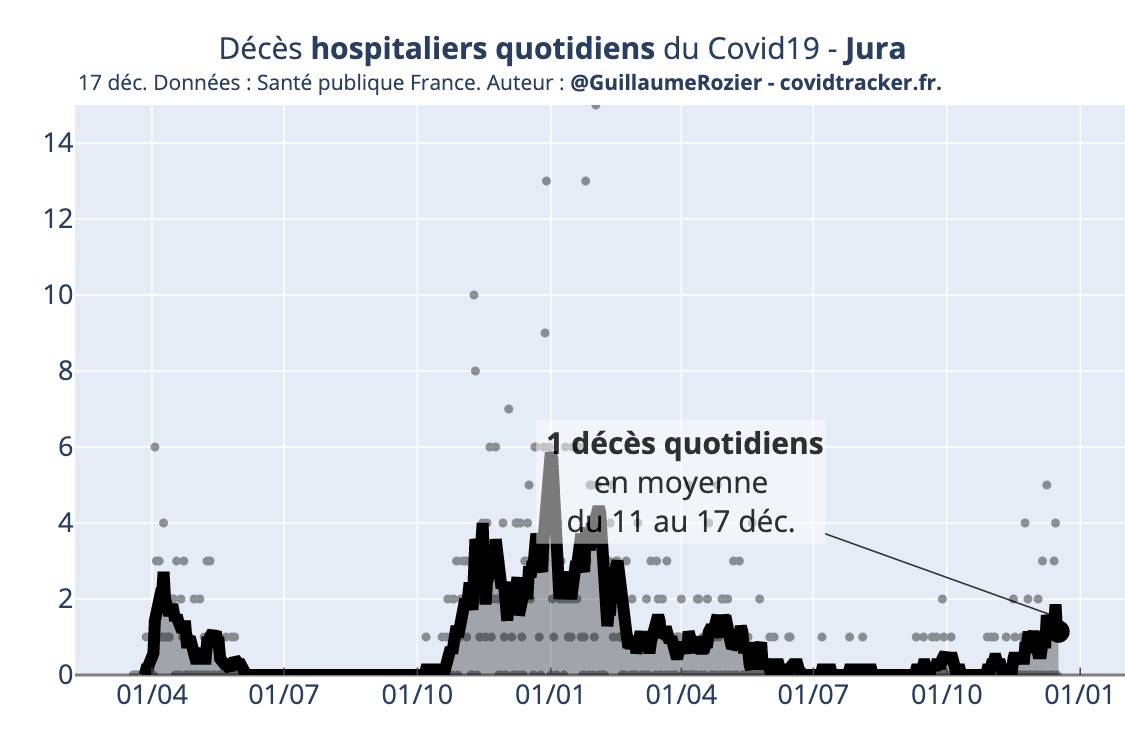 Décès hospitaliers quotidiens du Covid19 - Jura
17 déc. Données : Santé publique France. Auteur : @GuillaumeRozier - covidtracker.fr.
14
12
10
8
6
4
2
0
1 décès quotidiens
en moyenne
du 11 au 17 déc.
01/04 01/07 01/10 01/01 01/04 01/07 01/10 01/01